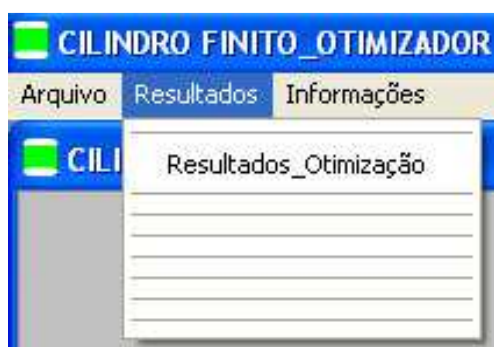 CILINDRO FINITO_OTIMIZADOR
Arquivo Resultados Informações
CILI
Resultados_Otimização